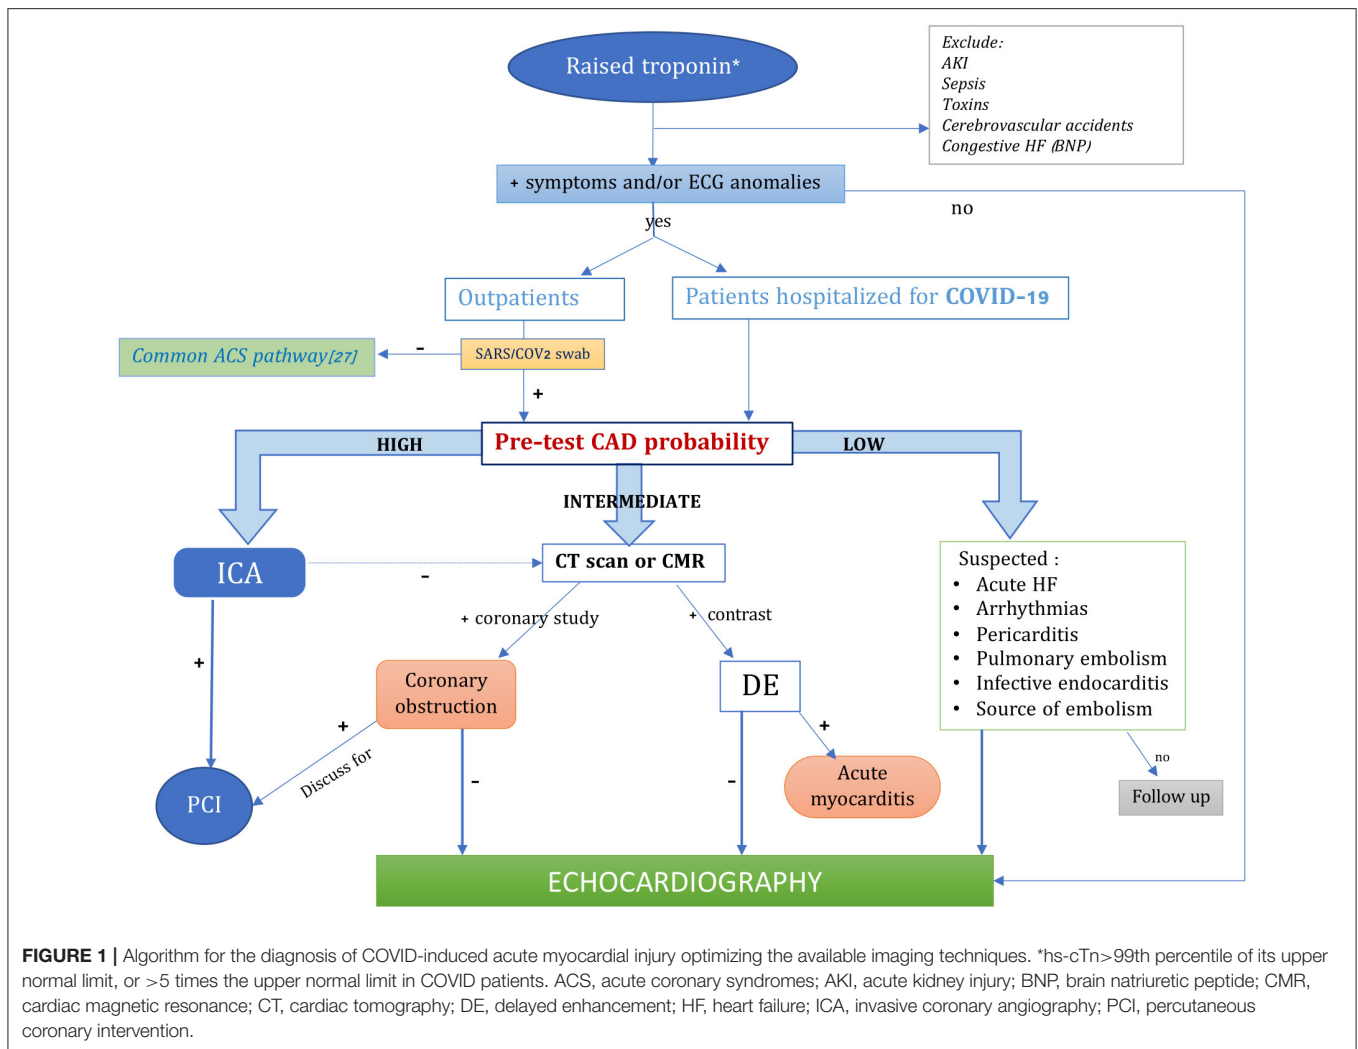 Raised troponin*
Exclude:
AKI
Sepsis
Toxins
Cerebrovascular accidents
Congestive HF (BNP)
+ symptoms and/or ECG anomalies
no
yes
Outpatients
Patients hospitalized for COVID-19
Common ACS pathway[27]
-
SARS/COV2 swab
+
HIGH
Pre-test CAD probability
LOW
INTERMEDIATE
ICA
-
CT scan or CMR
Suspected :
• Acute HF
• Arrhythmias
• Pericarditis
• Pulmonary embolism
• Infective endocarditis
• Source of embolism
+ coronary study
+ contrast
+
Coronary
obstruction
DE
+
Discuss for
-
-
+
Acute
myocarditis
no
Follow up
PCI
ECHOCARDIOGRAPHY
FIGURE 1 | Algorithm for the diagnosis of COVID-induced acute myocardial injury optimizing the available imaging techniques. *hs-cTn>99th percentile of its upper
normal limit, or >5 times the upper normal limit in COVID patients. ACS, acute coronary syndromes; AKI, acute kidney injury; BNP, brain natriuretic peptide; CMR,
cardiac magnetic resonance; CT, cardiac tomography; DE, delayed enhancement; HF, heart failure; ICA, invasive coronary angiography; PCI, percutaneous
coronary intervention.